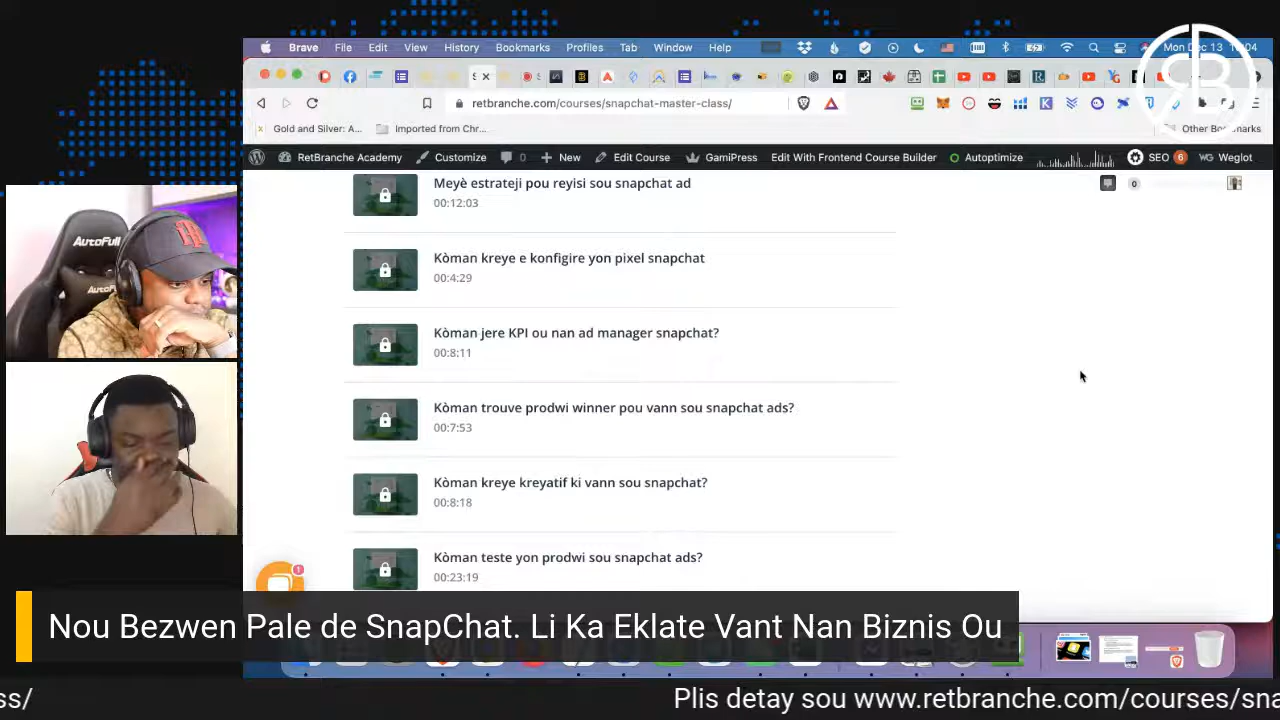 Brave File Edit View History Bookmarks Profiles Tab Window Help Mon Dec 13
retbranche.com/courses/snapchat-master-class/
Gold and Silver: A... Imported from Chr... Other Bookmarks
RetBranche Academy Customize 0 New Edit Course GamiPress Edit With Frontend Course Builder Autoptimize SEO 6 Weglot
Meyè estrateji pou reyisi sou snapchat ad
0
00:12:03
Kòman kreye e konfigire yon pixel snapchat
00:4:29
Kòman jere KPI ou nan ad manager snapchat?
00:8:11
Kòman trouve prodwi winner pou vann sou snapchat ads?
00:7:53
Kòman kreye kreyatif ki vann sou snapchat?
00:8:18
Kòman teste yon prodwi sou snapchat ads?
00:23:19
AutoFull
1
Nou Bezwen Pale de SnapChat. Li Ka Eklate Vant Nan Biznis Ou
ss/ Plis detay sou www.retbranche.com/courses/sna